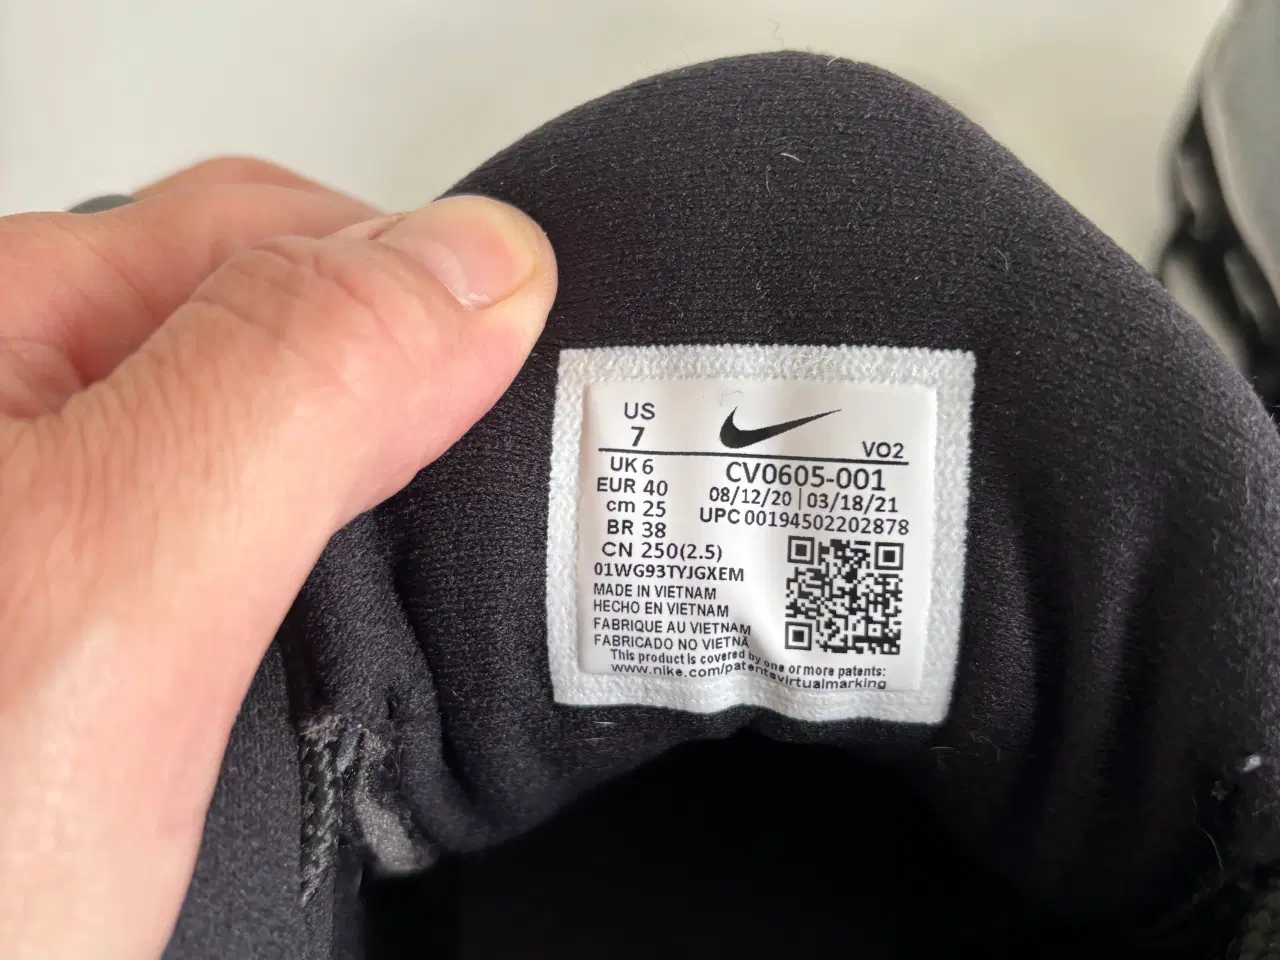 US
7
VO2
UK 6
CV0605-001
EUR 40
08/12/20 | 03/18/21
cm 25
UPC 00194502202878
BR 38
CN 250(2.5)
01WG93TYJGXEM
MADE IN VIETNAM
HECHO EN VIETNAM
FABRIQUE AU VIETNAM
FABRICADO NO VIETNÃ
This product is covered by one or more patents:
www.nike.com/patentsvirtualmarking